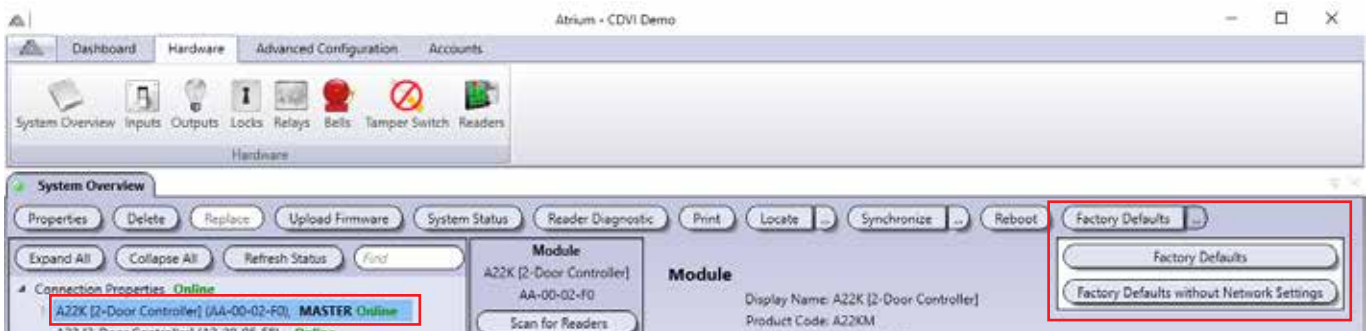 Atrium - CDVI Demo
Dashboard Hardware Advanced Configuration Accounts
System Overview Inputs Outputs Locks Relays Bells Tamper Switch Readers
Hardware
System Overview
Properties Delete Replace Upload Firmware System Status Reader Diagnostic Print Locate ... Synchronize ... Reboot Factory Defaults ...
Expand All Collapse All Refresh Status Find
Module
A22K [2-Door Controller]
AA-00-02-F0
Scan for Readers
Connection Properties Online
A22K [2-Door Controller] (AA-00-02-F0), MASTER Online
Module
Display Name: A22K [2-Door Controller]
Product Code: A22KM
Factory Defaults
Factory Defaults without Network Settings